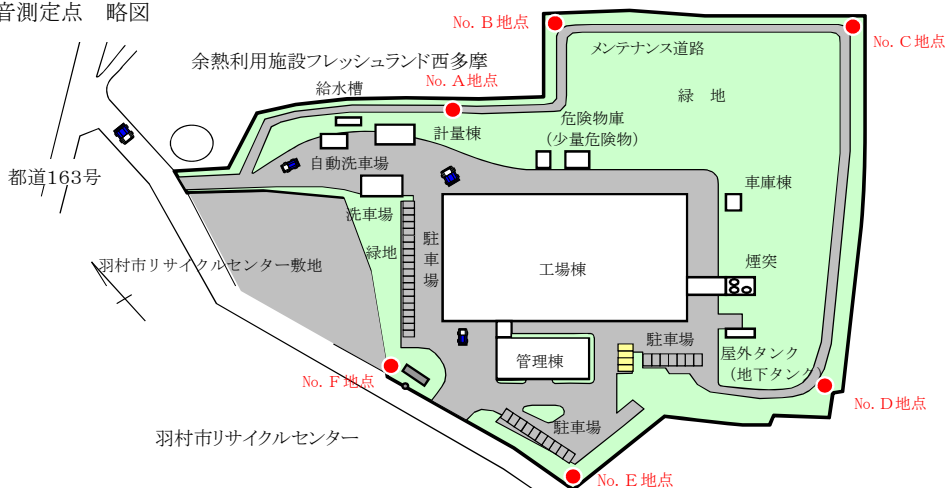 音測定点　略図
No. B 地点
No. C 地点
メンテナンス道路
余熱利用施設フレッシュランド西多摩
No. A 地点
給水槽
緑　地
危険物庫
（少量危険物）
計量棟
自動洗車場
都道163号
車庫棟
洗車場
緑地
駐車場
羽村市リサイクルセンター敷地
工場棟
煙突
駐車場
屋外タンク
（地下タンク）
管理棟
No. F 地点
No. D 地点
駐車場
羽村市リサイクルセンター
No. E 地点